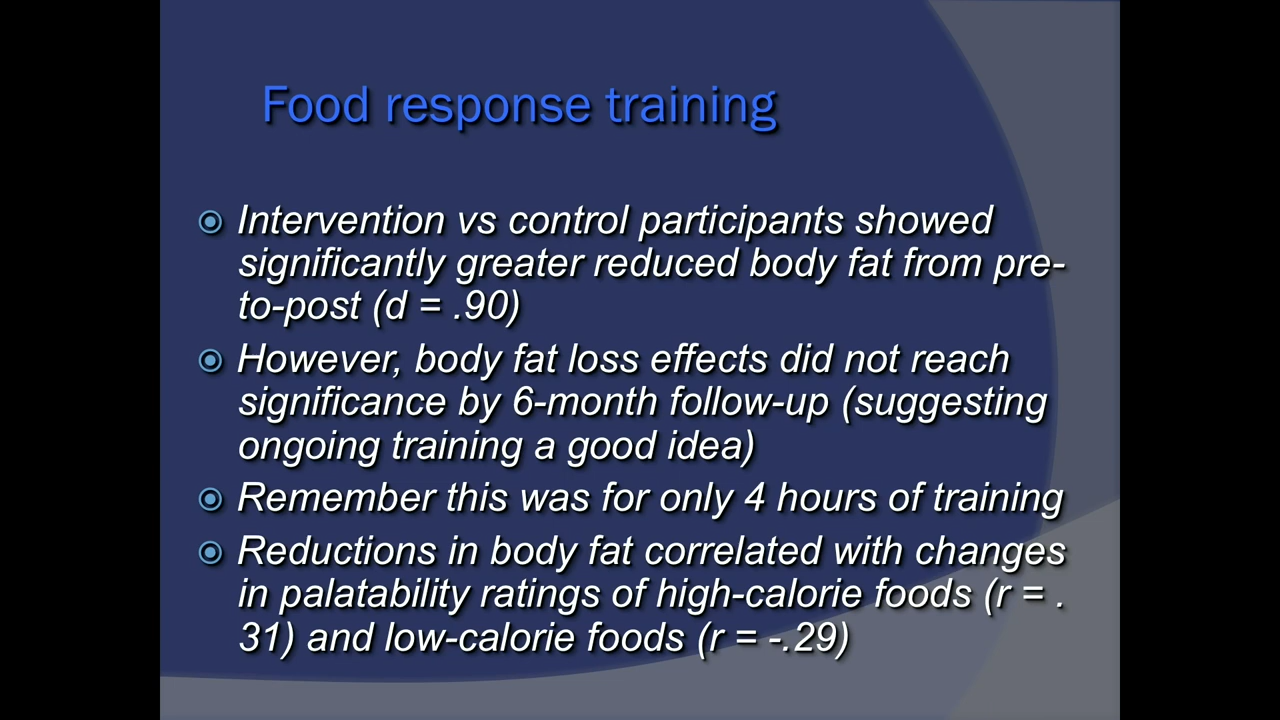 Food response training
Intervention vs control participants showed
significantly greater reduced body fat from pre-
to-post (d = .90)
However, body fat loss effects did not reach
significance by 6-month follow-up (suggesting
ongoing training a good idea)
Remember this was for only 4 hours of training
Reductions in body fat correlated with changes
in palatability ratings of high-calorie foods (r = .
31) and low-calorie foods (r = -.29)